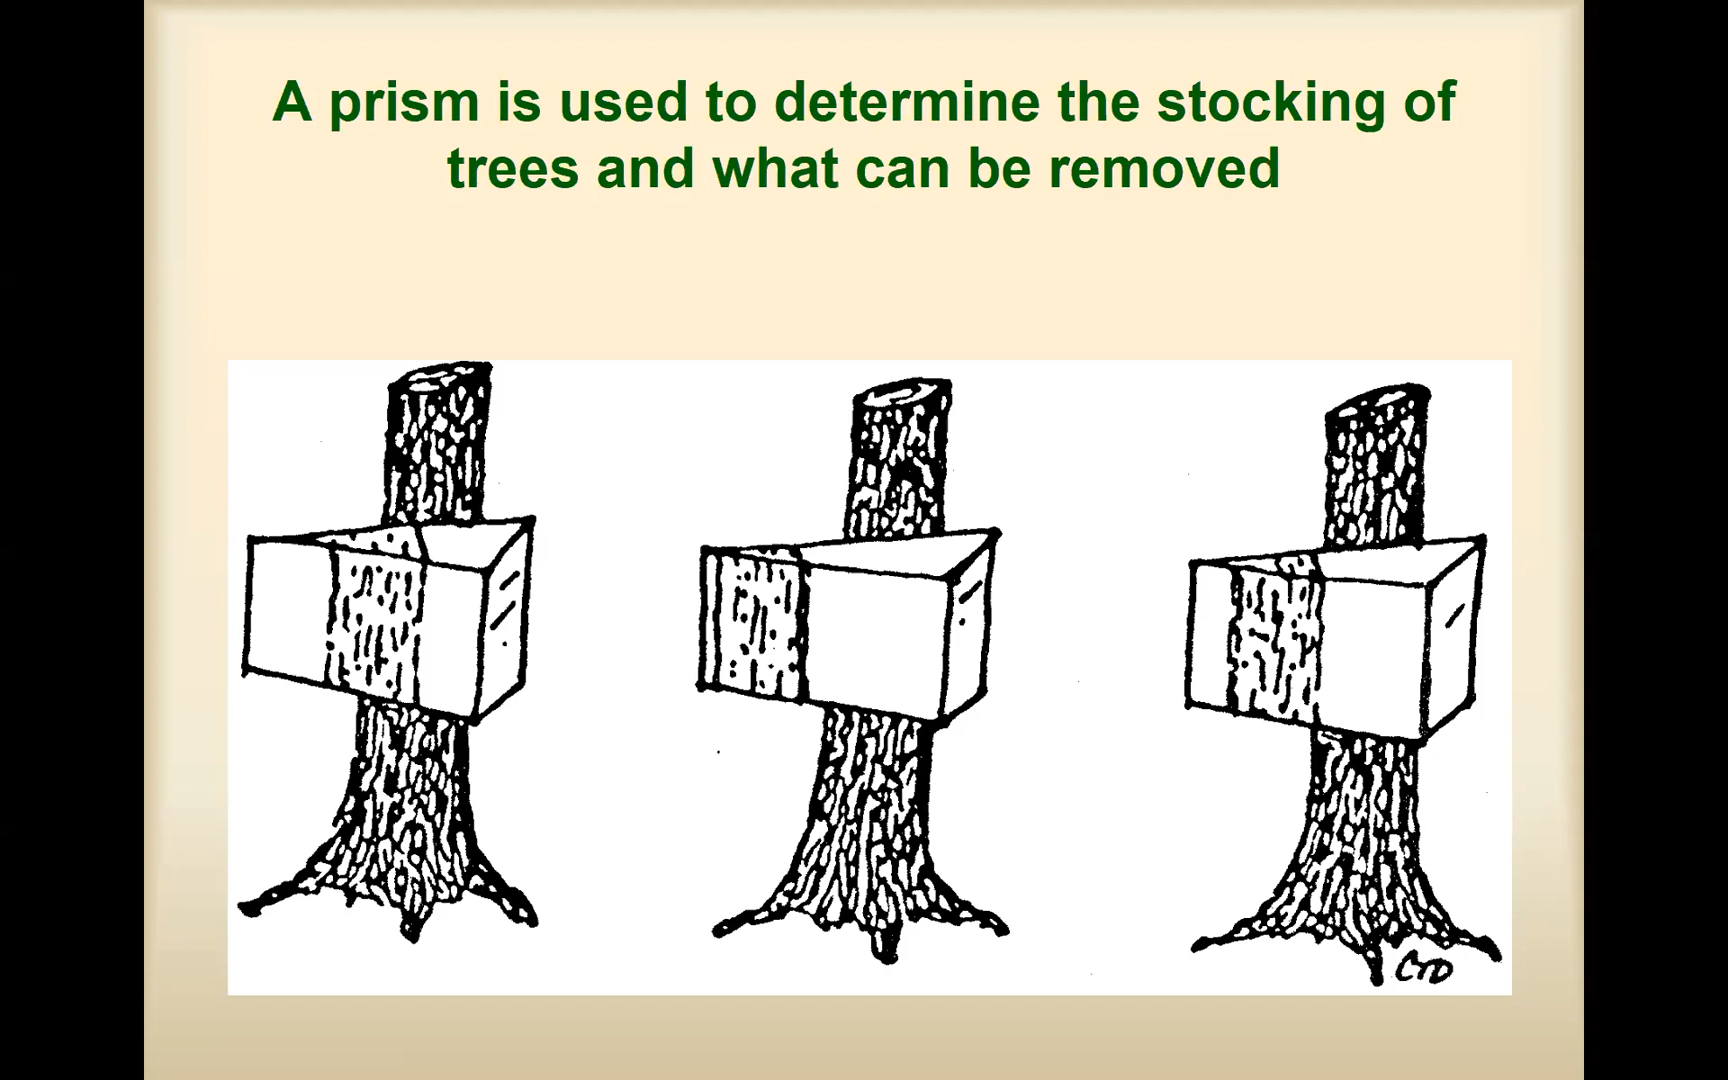 A prism is used to determine the stocking of
trees and what can be removed